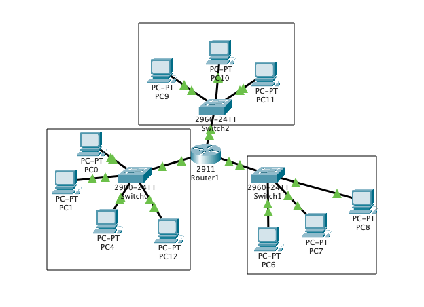 PC-PT
PC9
PC-PT
PC10
PC-PT
PC11
2960-24TT
Switch2
2911
Router1
PC-PT
PC0
PC-PT
PC1
2960-24TT
Switch
PC-PT
PC4
PC-PT
PC12
2960-24TT
Switch1
PC-PT
PC6
PC-PT
PC7
PC-PT
PC8